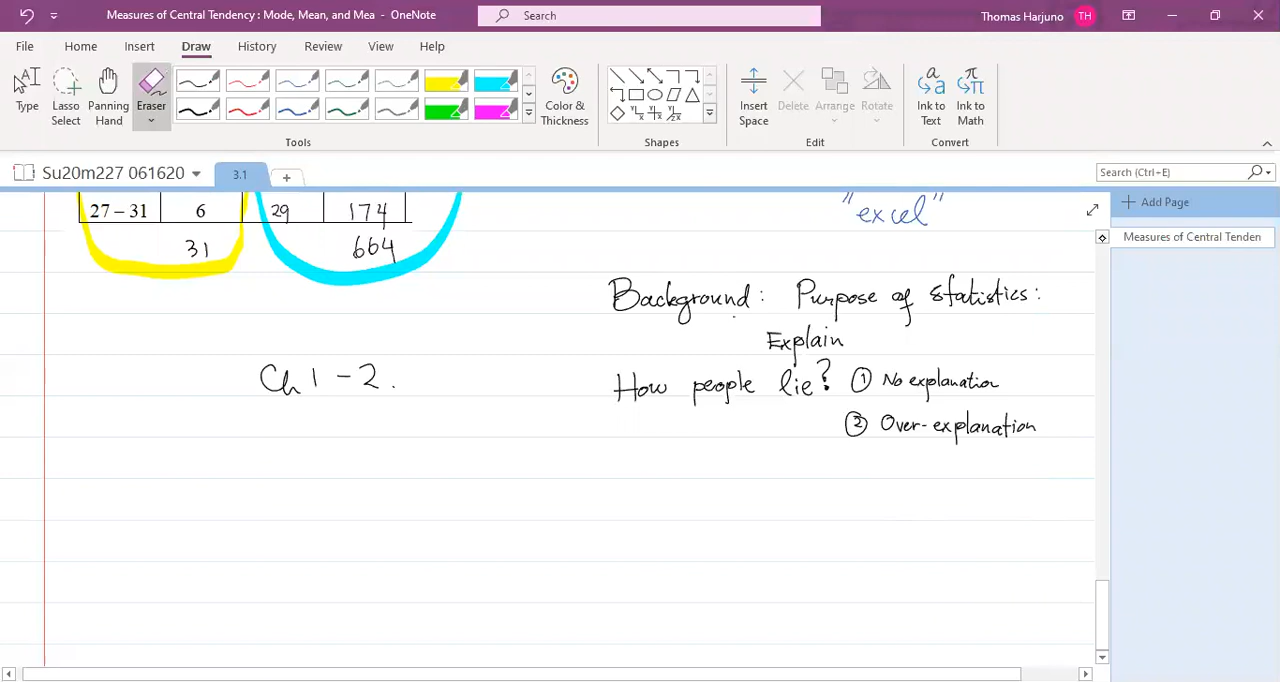 Measures of Central Tendency : Mode, Mean, and Mea - OneNote
Search
Thomas Harjuno
TH
File Home Insert Draw History Review View Help
Type
Lasso Select
Panning Hand
Eraser
Color & Thickness
Insert Space
Delete
Arrange
Rotate
Ink to Text
Ink to Math
Tools
Shapes
Edit
Convert
Su20m227 061620
3.1
Search (Ctrl+E)
Add Page
Measures of Central Tenden
27 – 31 6 29 174
31 664
"excel"
Background : Purpose of statistics :
Explain
Ch 1 - 2.
How people lie? ① No explanation
② Over-explanation